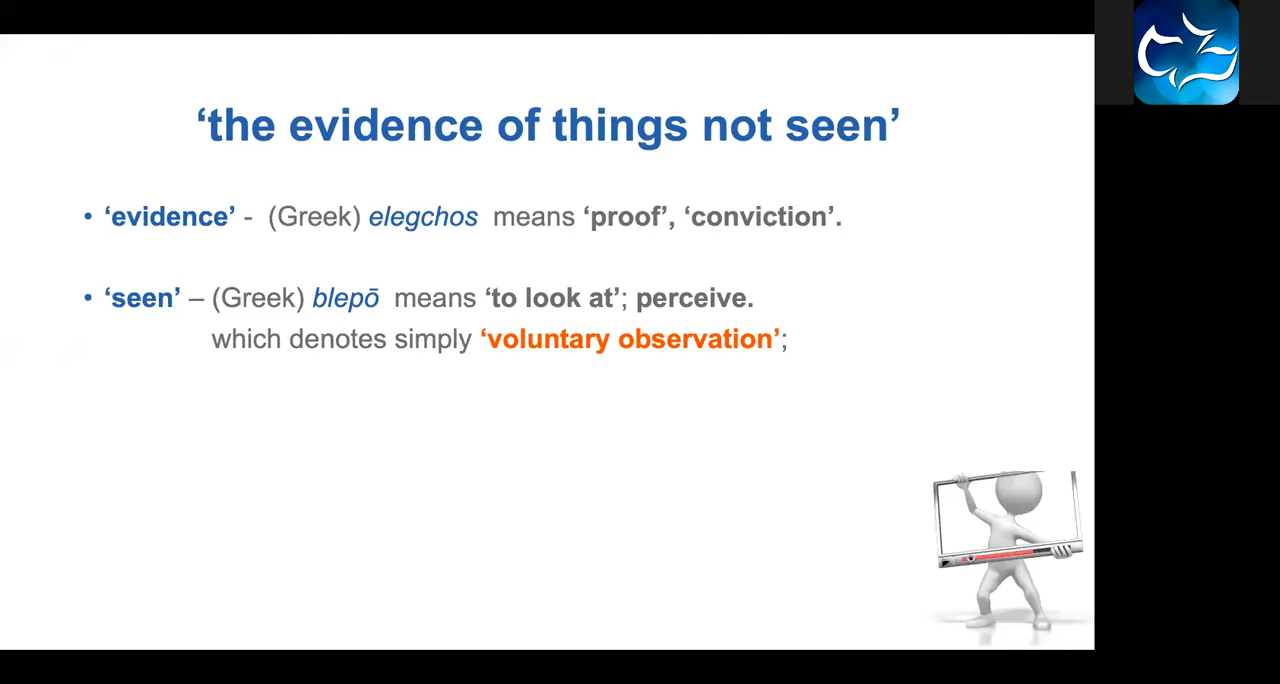 ‘the evidence of things not seen’
• ‘evidence’ - (Greek) elegchos means ‘proof’, ‘conviction’.
• ‘seen’ – (Greek) blepō means ‘to look at’; perceive.
which denotes simply ‘voluntary observation’;